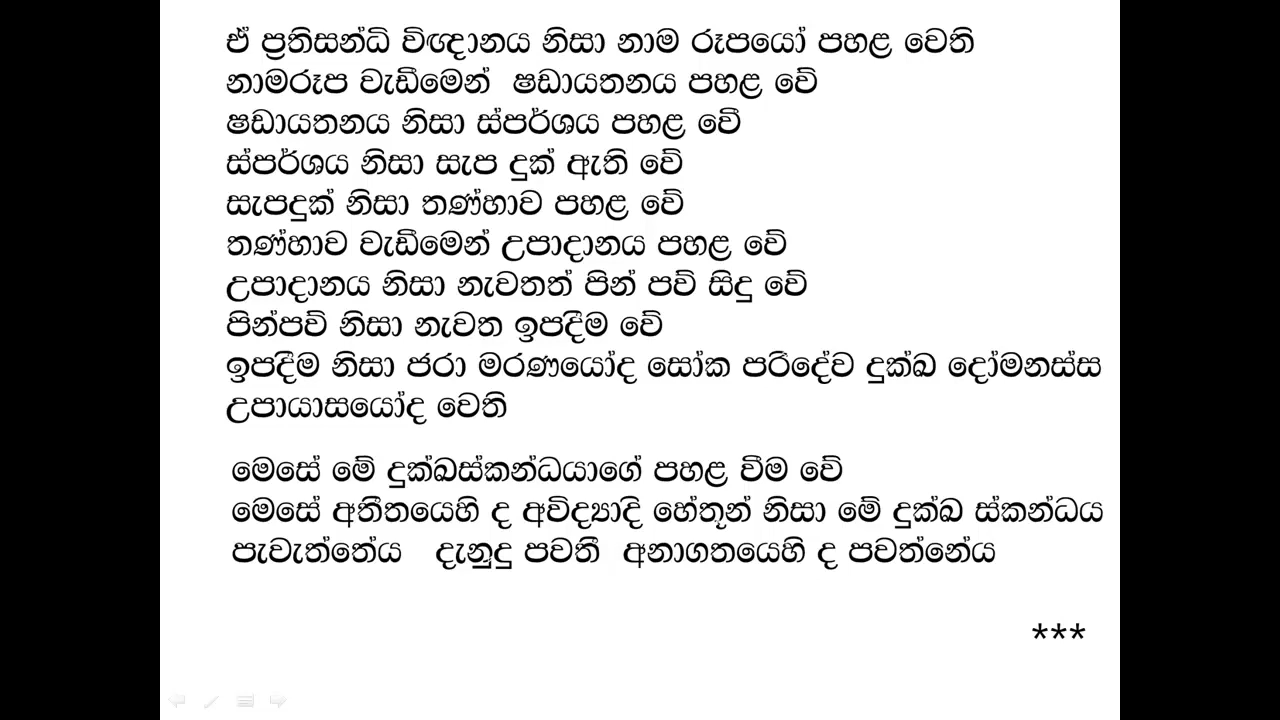 ඒ ප්‍රතිසන්ධි විඥානය නිසා නාම රූපයෝ පහළ වෙති
නාමරූප වැඩීමෙන් ෂඩායතනය පහළ වේ
ෂඩායතනය නිසා ස්පර්ශය පහළ වේී
ස්පර්ශය නිසා සැප දුක් ඇති වේ
සැපදුක් නිසා තණ්හාව පහළ වේ
තණ්හාව වැඩීමෙන් උපාදානය පහළ වේ
උපාදානය නිසා නැවතත් පින් පව් සිදු වේ
පින්පව් නිසා නැවත ඉපදීම වේ
ඉපදීම නිසා ජරා මරණයෝද සෝක පරිදේව දුක්ඛ දෝමනස්ස
උපායාසයෝද වෙති
මෙසේ මේ දුක්ඛස්කන්ධයාගේ පහළ වීම වේ
මෙසේ අතීතයෙහි ද අවිද්‍යාදි හේතූන් නිසා මේ දුක්ඛ ස්කන්ධය
පැවැත්තේය දැනුදු පවතී අනාගතයෙහි ද පවත්නේය
***